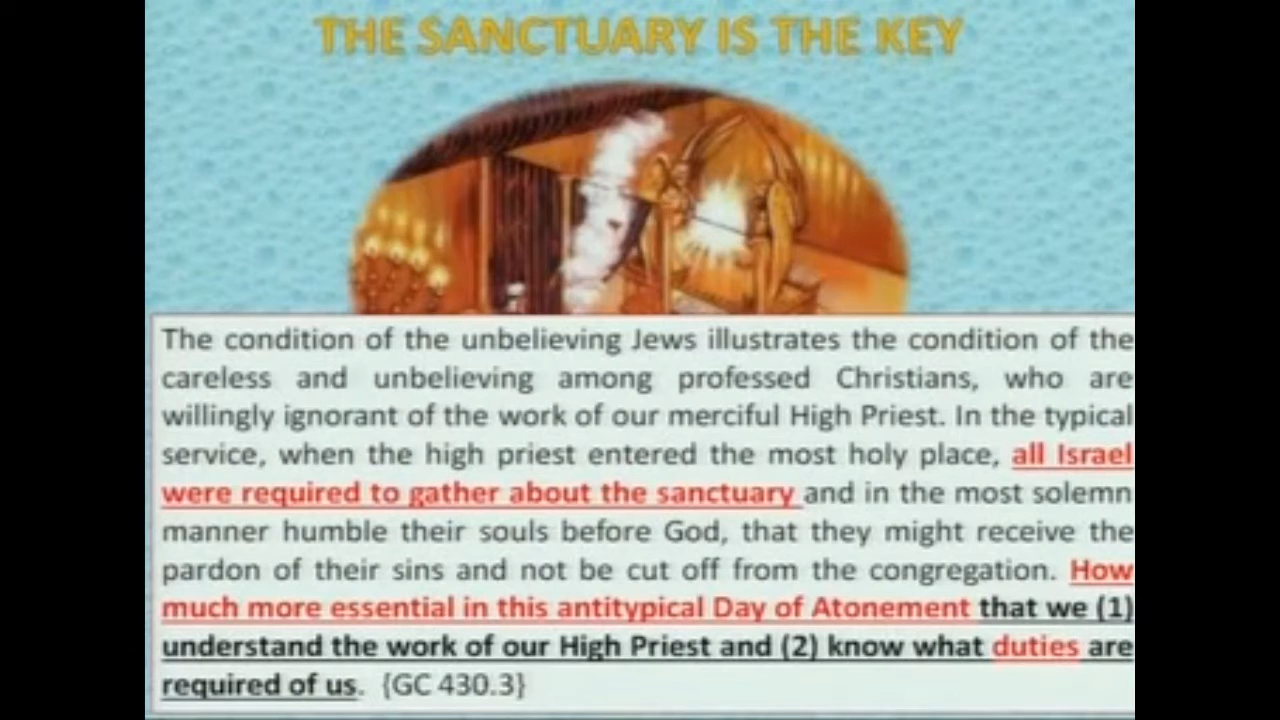 THE SANCTUARY IS THE KEY
The condition of the unbelieving Jews illustrates the condition of the
careless and unbelieving among professed Christians, who are
willingly ignorant of the work of our merciful High Priest. In the typical
service, when the high priest entered the most holy place, all Israel
were required to gather about the sanctuary and in the most solemn
manner humble their souls before God, that they might receive the
pardon of their sins and not be cut off from the congregation. How
much more essential in this antitypical Day of Atonement that we (1)
understand the work of our High Priest and (2) know what duties are
required of us. {GC 430.3}